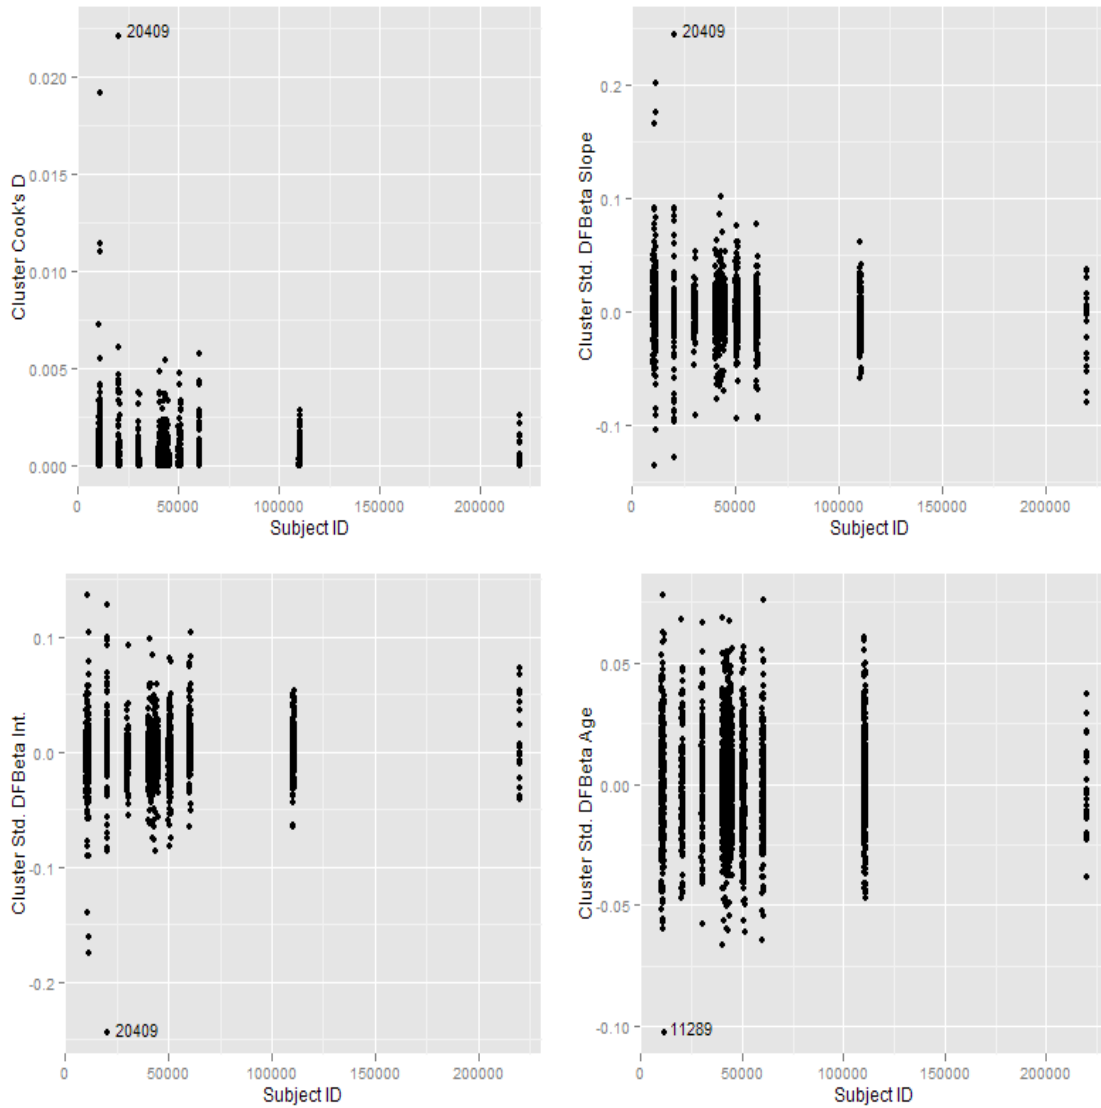 20409
0.020
0.015
0.010
0.005
0.000
Cluster Cook's D
0 50000 100000 150000 200000
Subject ID
20409
0.2
0.1
0.0
-0.1
Cluster Std. DFBeta Slope
0 50000 100000 150000 200000
Subject ID
0.1
0.0
-0.1
-0.2
Cluster Std. DFBeta Int.
20409
0 50000 100000 150000 200000
Subject ID
0.05
0.00
-0.05
-0.10
Cluster Std. DFBeta Age
11289
0 50000 100000 150000 200000
Subject ID